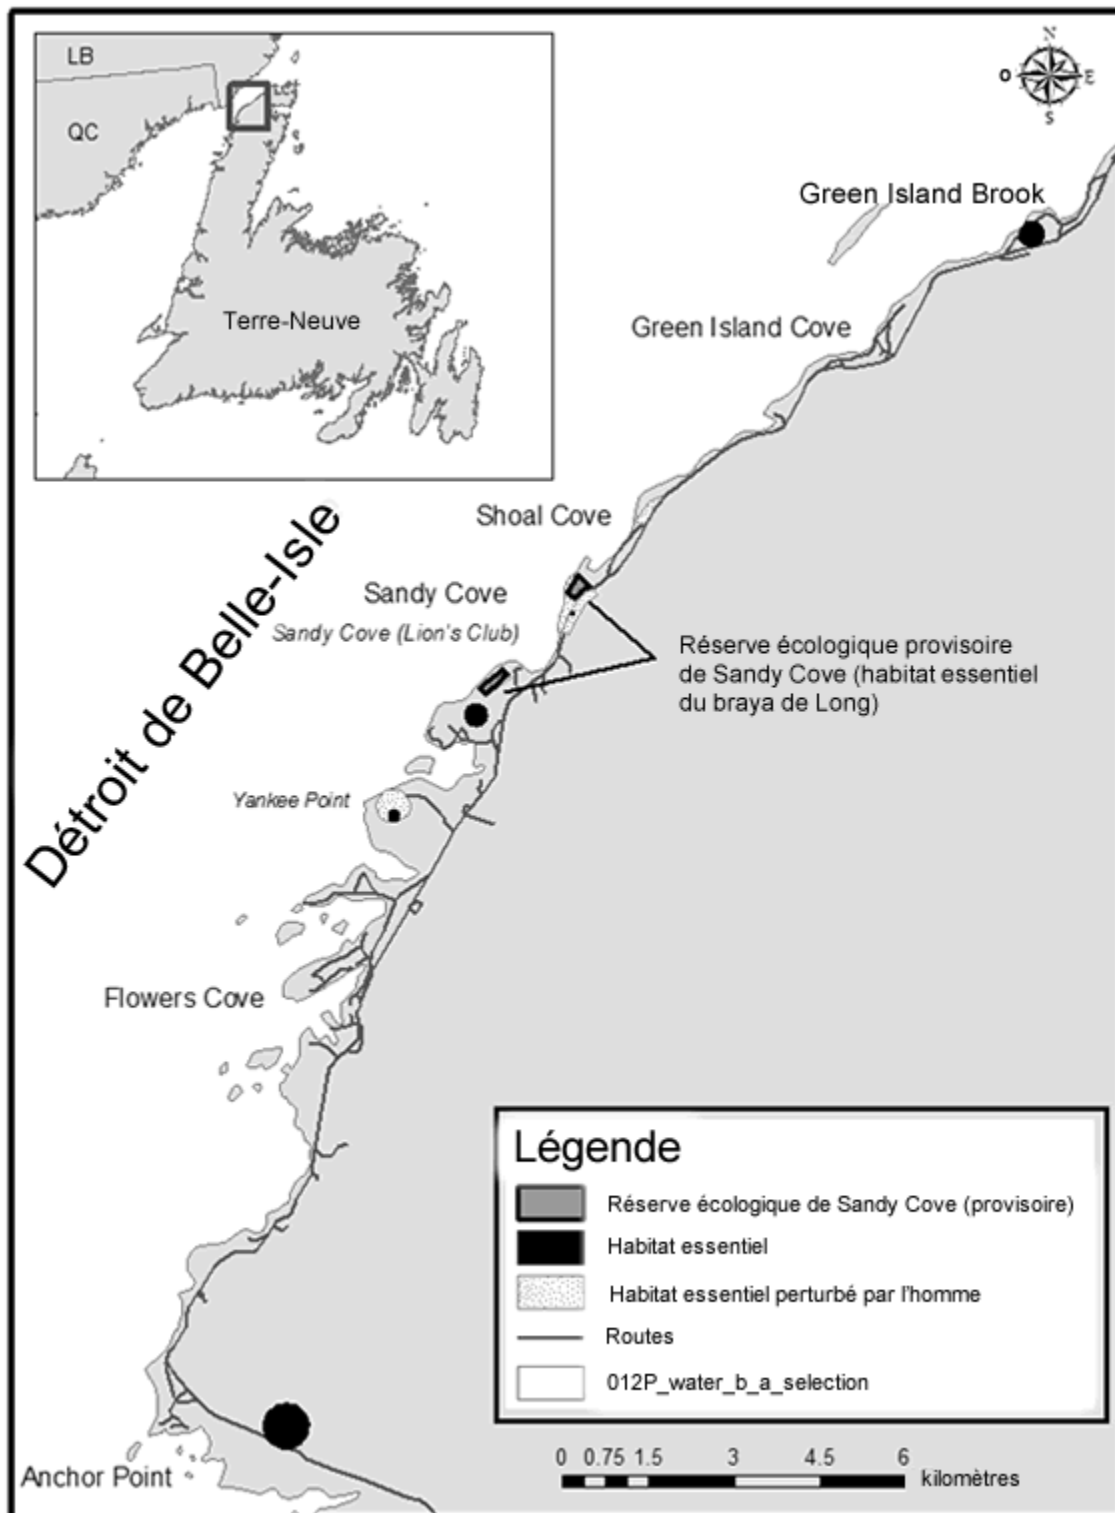 LB
QC
Terre-Neuve
N
O
E
S
Green Island Brook
Green Island Cove
Shoal Cove
Sandy Cove
Sandy Cove (Lion's Club)
Détroit de Belle-Isle
Réserve écologique provisoire
de Sandy Cove (habitat essentiel
du braya de Long)
Yankee Point
Flowers Cove
Anchor Point
Légende
Réserve écologique de Sandy Cove (provisoire)
Habitat essentiel
Habitat essentiel perturbé par l'homme
Routes
012P_water_b_a_selection
0 0.75 1.5 3 4.5 6
kilomètres